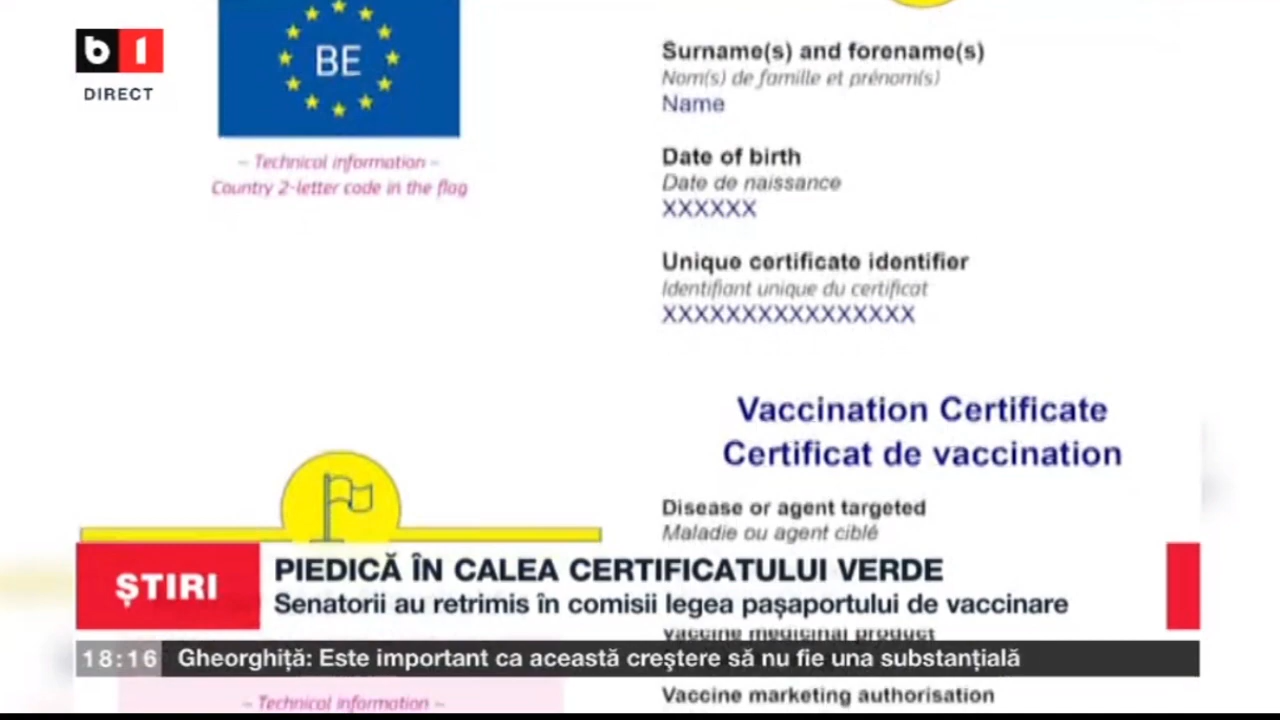 b1
DIRECT
BE
– Technical information –
Country 2-letter code in the flag
Surname(s) and forename(s)
Nom(s) de famille et prénom(s)
Name
Date of birth
Date de naissance
XXXXXX
Unique certificate identifier
Identifiant unique du certificat
XXXXXXXXXXXXXXXX
Vaccination Certificate
Certificat de vaccination
Disease or agent targeted
Maladie ou agent ciblé
ȘTIRI
PIEDICĂ ÎN CALEA CERTIFICATULUI VERDE
Senatorii au retrimis în comisii legea pașaportului de vaccinare
Vaccine medicinal product
18:16 Gheorghiță: Este important ca această creștere să nu fie una substanțială
– Technical information –
Vaccine marketing authorisation